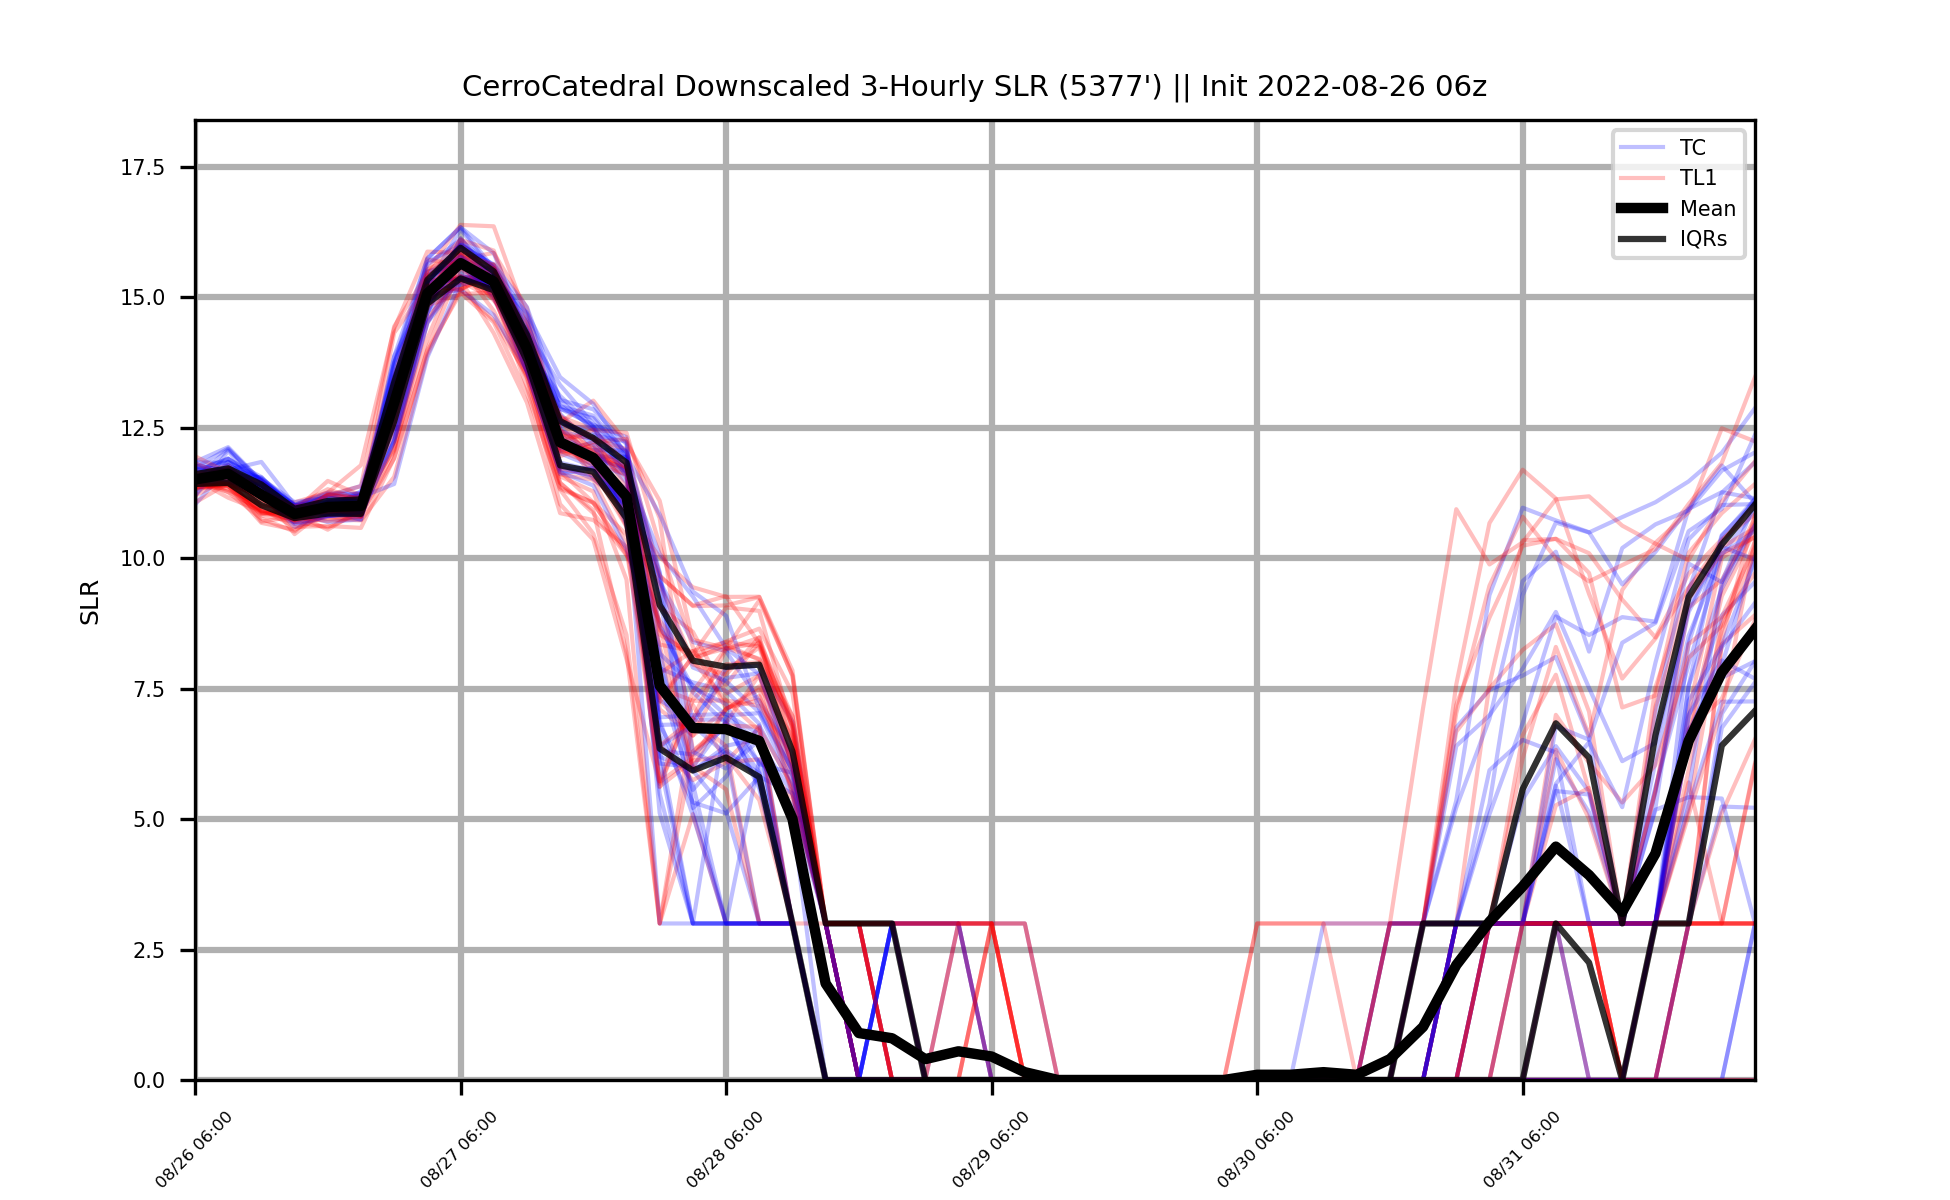 CerroCatedral Downscaled 3-Hourly SLR (5377') || Init 2022-08-26 06z
TC
TL1
Mean
IQRs
17.5
15.0
12.5
10.0
7.5
5.0
2.5
0.0
SLR
08/26 06:00
08/27 06:00
08/28 06:00
08/29 06:00
08/30 06:00
08/31 06:00